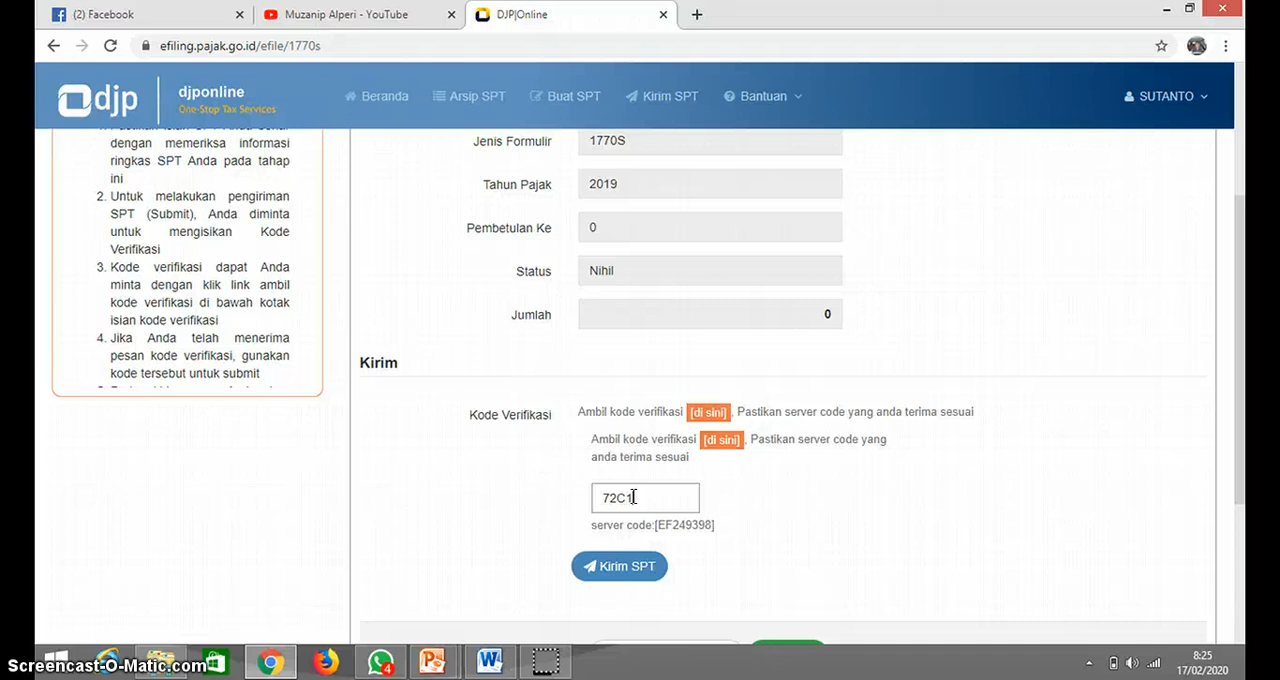 (2) Facebook
Muzanip Alperi - YouTube
DJP|Online
efiling.pajak.go.id/efile/1770s
djp
djponline
One-Stop Tax Services
Beranda
Arsip SPT
Buat SPT
Kirim SPT
Bantuan
SUTANTO
dengan memeriksa informasi
ringkas SPT Anda pada tahap
ini
2. Untuk melakukan pengiriman
SPT (Submit), Anda diminta
untuk mengisikan Kode
Verifikasi
3. Kode verifikasi dapat Anda
minta dengan klik link ambil
kode verifikasi di bawah kotak
isian kode verifikasi
4. Jika Anda telah menerima
pesan kode verifikasi, gunakan
kode tersebut untuk submit
Jenis Formulir 1770S
Tahun Pajak 2019
Pembetulan Ke 0
Status Nihil
Jumlah 0
Kirim
Kode Verifikasi
Ambil kode verifikasi [di sini], Pastikan server code yang anda terima sesuai
Ambil kode verifikasi [di sini], Pastikan server code yang
anda terima sesuai
72C1
server code:[EF249398]
Kirim SPT
4
8:25
17/02/2020
Screencast-O-Matic.com